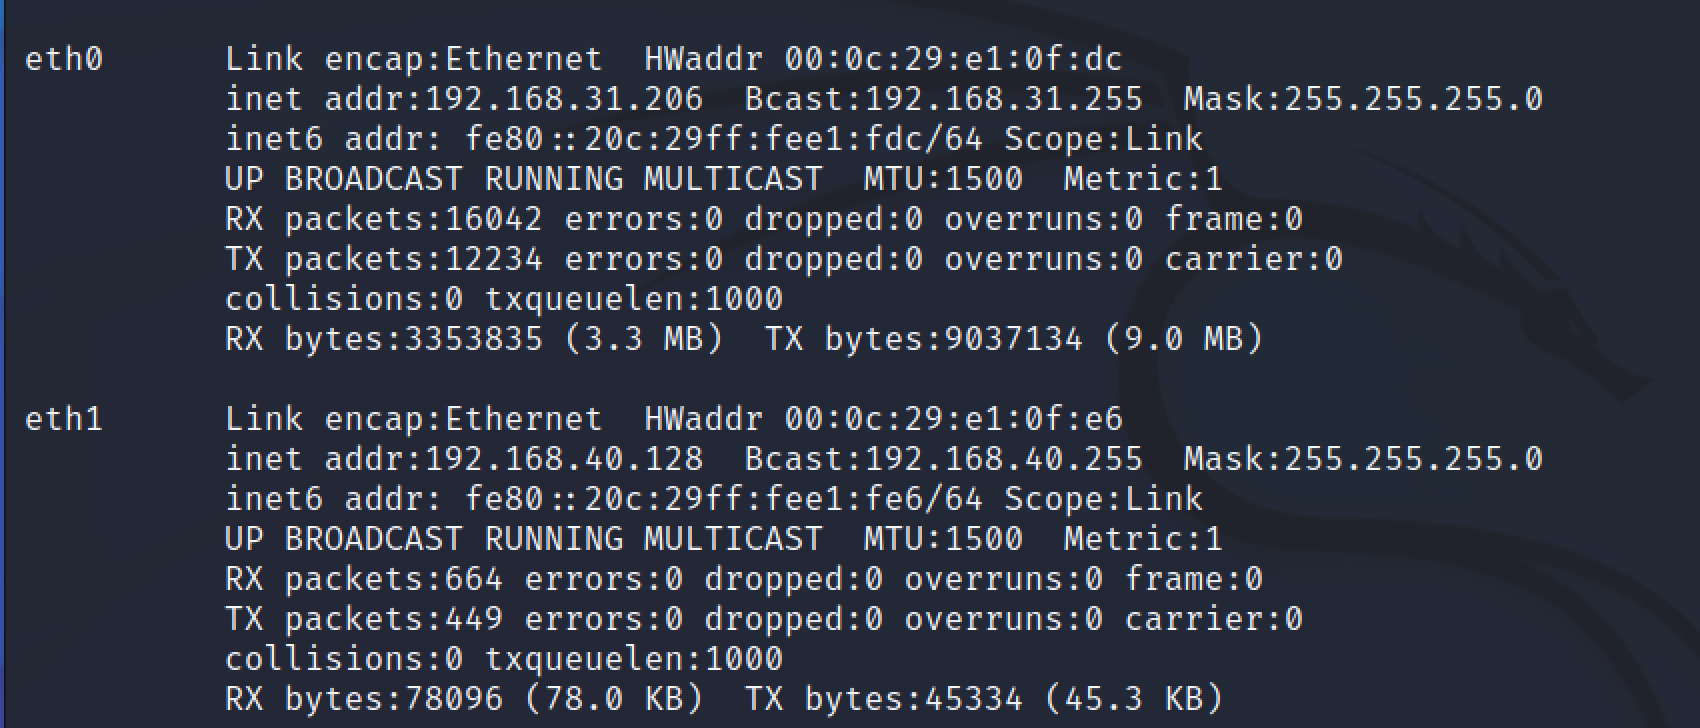 eth0      Link encap:Ethernet  HWaddr 00:0c:29:e1:0f:dc
          inet addr:192.168.31.206  Bcast:192.168.31.255  Mask:255.255.255.0
          inet6 addr: fe80::20c:29ff:fee1:fdc/64 Scope:Link
          UP BROADCAST RUNNING MULTICAST  MTU:1500  Metric:1
          RX packets:16042 errors:0 dropped:0 overruns:0 frame:0
          TX packets:12234 errors:0 dropped:0 overruns:0 carrier:0
          collisions:0 txqueuelen:1000
          RX bytes:3353835 (3.3 MB)  TX bytes:9037134 (9.0 MB)

eth1      Link encap:Ethernet  HWaddr 00:0c:29:e1:0f:e6
          inet addr:192.168.40.128  Bcast:192.168.40.255  Mask:255.255.255.0
          inet6 addr: fe80::20c:29ff:fee1:fe6/64 Scope:Link
          UP BROADCAST RUNNING MULTICAST  MTU:1500  Metric:1
          RX packets:664 errors:0 dropped:0 overruns:0 frame:0
          TX packets:449 errors:0 dropped:0 overruns:0 carrier:0
          collisions:0 txqueuelen:1000
          RX bytes:78096 (78.0 KB)  TX bytes:45334 (45.3 KB)